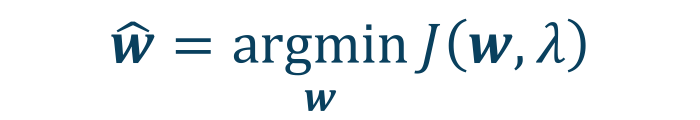 ŵ = argmin J(w, λ)
w